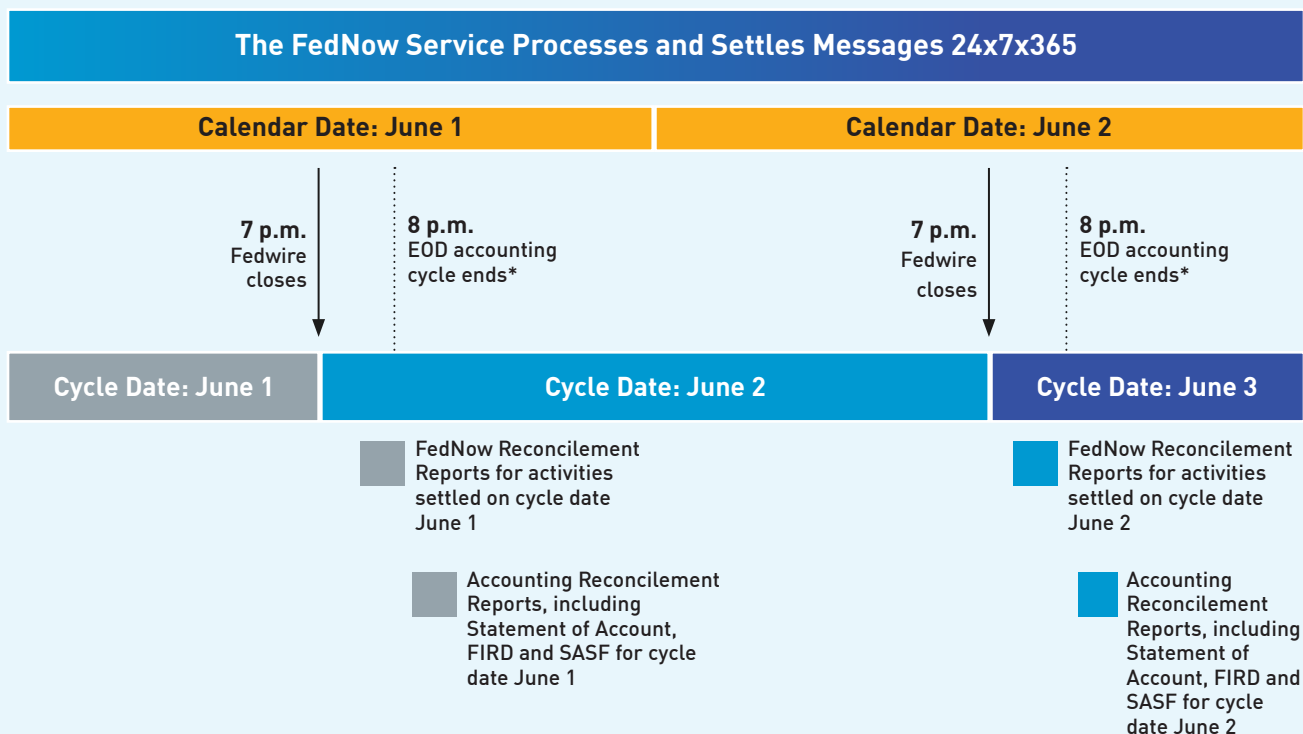 The FedNow Service Processes and Settles Messages 24x7x365
Calendar Date: June 1
Calendar Date: June 2
7 p.m.
Fedwire
closes
8 p.m.
EOD accounting
cycle ends*
7 p.m.
Fedwire
closes
8 p.m.
EOD accounting
cycle ends*
Cycle Date: June 1
Cycle Date: June 2
Cycle Date: June 3
FedNow Reconcilement
Reports for activities
settled on cycle date
June 1
FedNow Reconcilement
Reports for activities
settled on cycle date
June 2
Accounting Reconcilement
Reports, including
Statement of Account,
FIRD and SASF for cycle
date June 1
Accounting
Reconcilement
Reports, including
Statement of
Account, FIRD and
SASF for cycle
date June 2